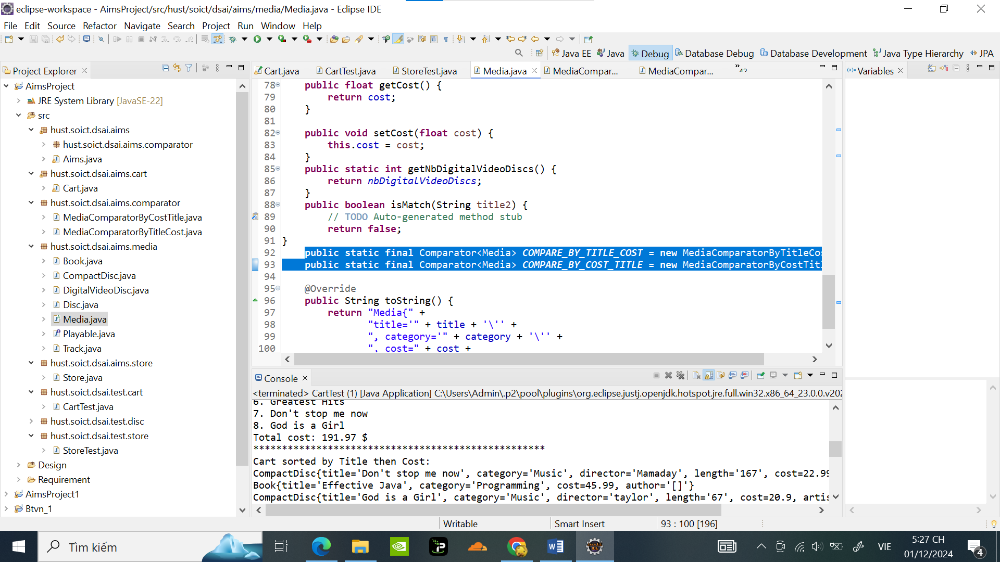 eclipse-workspace - AimsProject/src/hust/soict/dsai/aims/media/Media.java - Eclipse IDE
File Edit Source Refactor Navigate Search Project Run Window Help
Java EE Java Debug Database Debug Database Development Java Type Hierarchy JPA
Project Explorer
AimsProject
JRE System Library [JavaSE-22]
src
hust.soict.dsai.aims
hust.soict.dsai.aims.comparator
Aims.java
hust.soict.dsai.aims.cart
Cart.java
hust.soict.dsai.aims.comparator
MediaComparatorByCostTitle.java
MediaComparatorByTitleCost.java
hust.soict.dsai.aims.media
Book.java
CompactDisc.java
DigitalVideoDisc.java
Disc.java
Media.java
Playable.java
Track.java
hust.soict.dsai.aims.store
Store.java
hust.soict.dsai.test.cart
CartTest.java
hust.soict.dsai.test.disc
hust.soict.dsai.test.store
StoreTest.java
Design
Requirement
AimsProject1
Btvn_1
Cart.java CartTest.java StoreTest.java Media.java MediaCompar... MediaCompar...
78 public float getCost() {
79 return cost;
80 }
81
82 public void setCost(float cost) {
83 this.cost = cost;
84 }
85 public static int getNbDigitalVideoDiscs() {
86 return nbDigitalVideoDiscs;
87 }
88 public boolean isMatch(String title2) {
89 // TODO Auto-generated method stub
90 return false;
91 }
92 public static final Comparator<Media> COMPARE_BY_TITLE_COST = new MediaComparatorByTitleCos
93 public static final Comparator<Media> COMPARE_BY_COST_TITLE = new MediaComparatorByCostTitl
94
95 @Override
96 public String toString() {
97 return "Media{" +
98 "title='" + title + '\'' +
99 ", category='" + category + '\'' +
100 ", cost=" + cost +
Variables
Console
<terminated> CartTest (1) [Java Application] C:\Users\Admin\.p2\pool\plugins\org.eclipse.justj.openjdk.hotspot.jre.full.win32.x86_64_23.0.0.v202
6. Greatest Hits
7. Don't stop me now
8. God is a Girl
Total cost: 191.97 $
***************************************************
Cart sorted by Title then Cost:
CompactDisc{title='Don't stop me now', category='Music', director='Mamaday', length='167', cost=22.99
Book{title='Effective Java', category='Programming', cost=45.99, author='[]'}
CompactDisc{title='God is a Girl', category='Music', director='taylor', length='67', cost=20.9, artis
Writable Smart Insert 93 : 100 [196]
Tìm kiếm
VIE
5:27 CH
01/12/2024
4